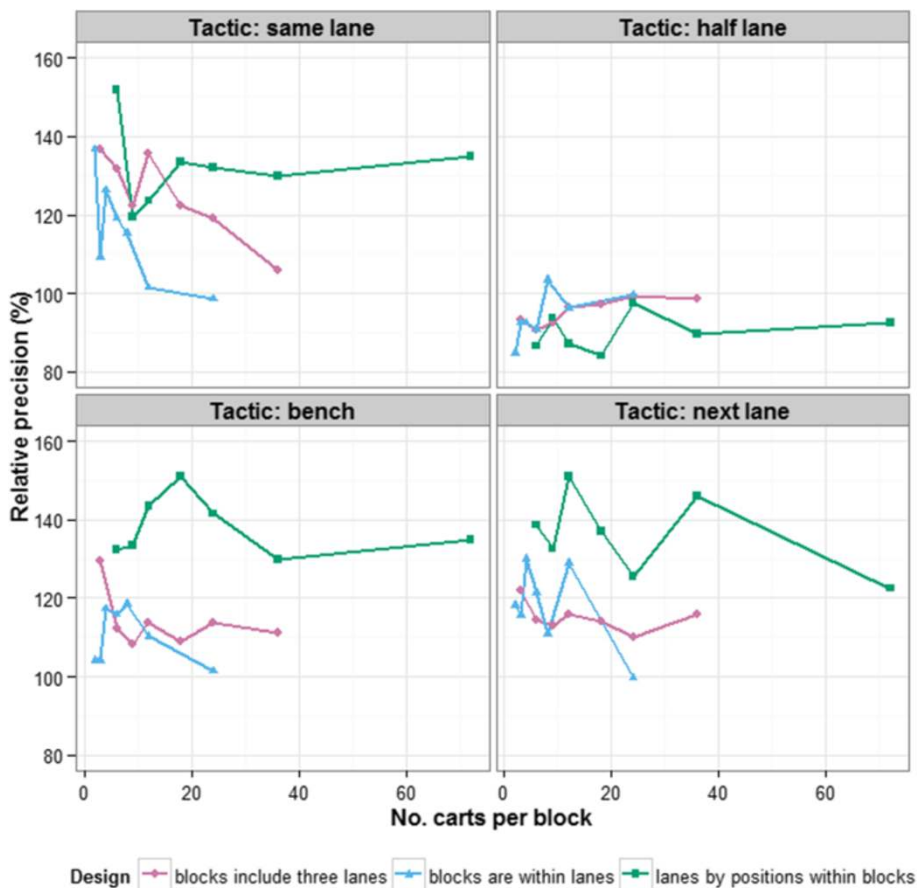 Tactic: same lane
Tactic: half lane
160
140
120
100
80
Tactic: bench
Tactic: next lane
160
140
120
100
80
Relative precision (%)
0
20
40
60
0
20
40
60
No. carts per block
Design blocks include three lanes blocks are within lanes lanes by positions within blocks